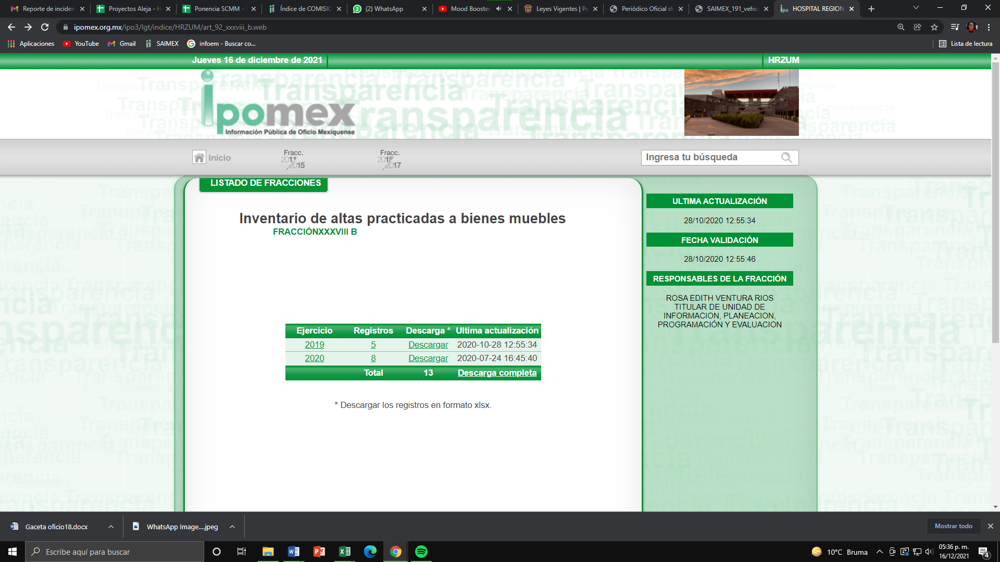 Reporte de inciden
Proyectos Aleja - H
Ponencia SCMM -
Índice de COMISIO
(2) WhatsApp
Mood Booster
Leyes Vigentes | Pe
Periódico Oficial de
SAIMEX_191_vehic
HOSPITAL REGION
ipomex.org.mx/ipo3/lgt/indice/HRZUM/art_92_xxxviii_b.web
Aplicaciones
YouTube
Gmail
SAIMEX
infoem - Buscar co...
Lista de lectura
Jueves 16 de diciembre de 2021
HRZUM
ipomex
Información Pública de Oficio Mexiquense
Transparencia
Inicio
Fracc.
2011/2015
Fracc.
2015/2017
Ingresa tu búsqueda
LISTADO DE FRACCIONES
Inventario de altas practicadas a bienes muebles
FRACCIÓNXXXVIII B
Ejercicio Registros Descarga * Ultima actualización
2019 5 Descargar 2020-10-28 12:55:34
2020 8 Descargar 2020-07-24 16:45:40
Total 13 Descarga completa
* Descargar los registros en formato xlsx.
ULTIMA ACTUALIZACIÓN
28/10/2020 12:55:34
FECHA VALIDACIÓN
28/10/2020 12:55:46
RESPONSABLES DE LA FRACCIÓN
ROSA EDITH VENTURA RIOS
TITULAR DE UNIDAD DE
INFORMACION, PLANEACION,
PROGRAMACIÓN Y EVALUACION
Gaceta oficio18.docx
WhatsApp Image....jpeg
Mostrar todo
Escribe aquí para buscar
10°C Bruma
05:36 p. m.
16/12/2021
4